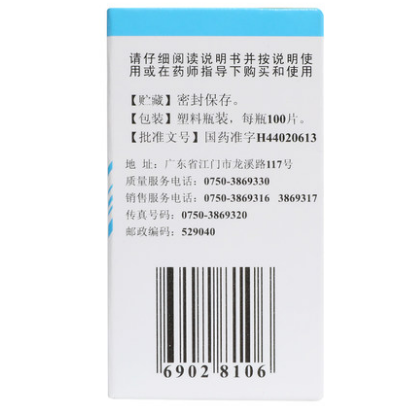 请仔细阅读说明书并按说明使
用或在药师指导下购买和使用
【贮藏】密封保存。
【包装】塑料瓶装，每瓶100片。
【批准文号】国药准字H44020613
地 址：广东省江门市龙溪路117号
质量服务电话：0750-3869330
销售服务电话：0750-3869316 3869317
传真号码：0750-3869320
邮政编码：529040
69028106